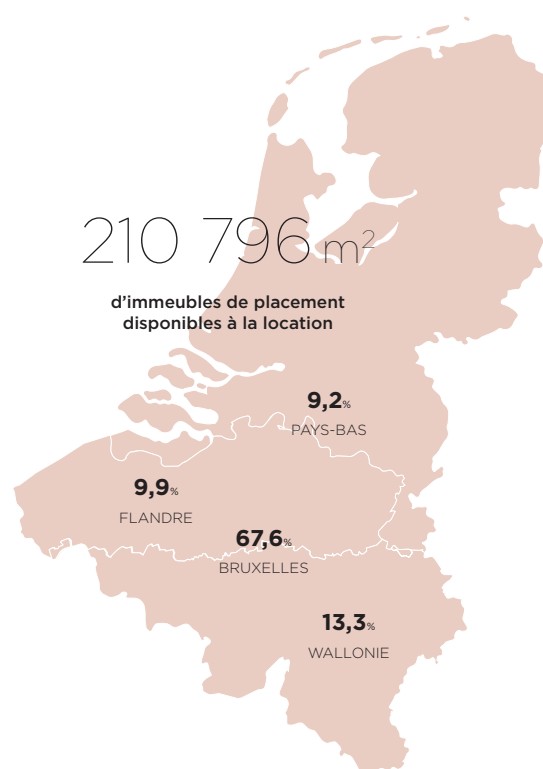 210 796 m²
d'immeubles de placement
disponibles à la location
9,2%
PAYS-BAS
9,9%
FLANDRE
67,6%
BRUXELLES
13,3%
WALLONIE